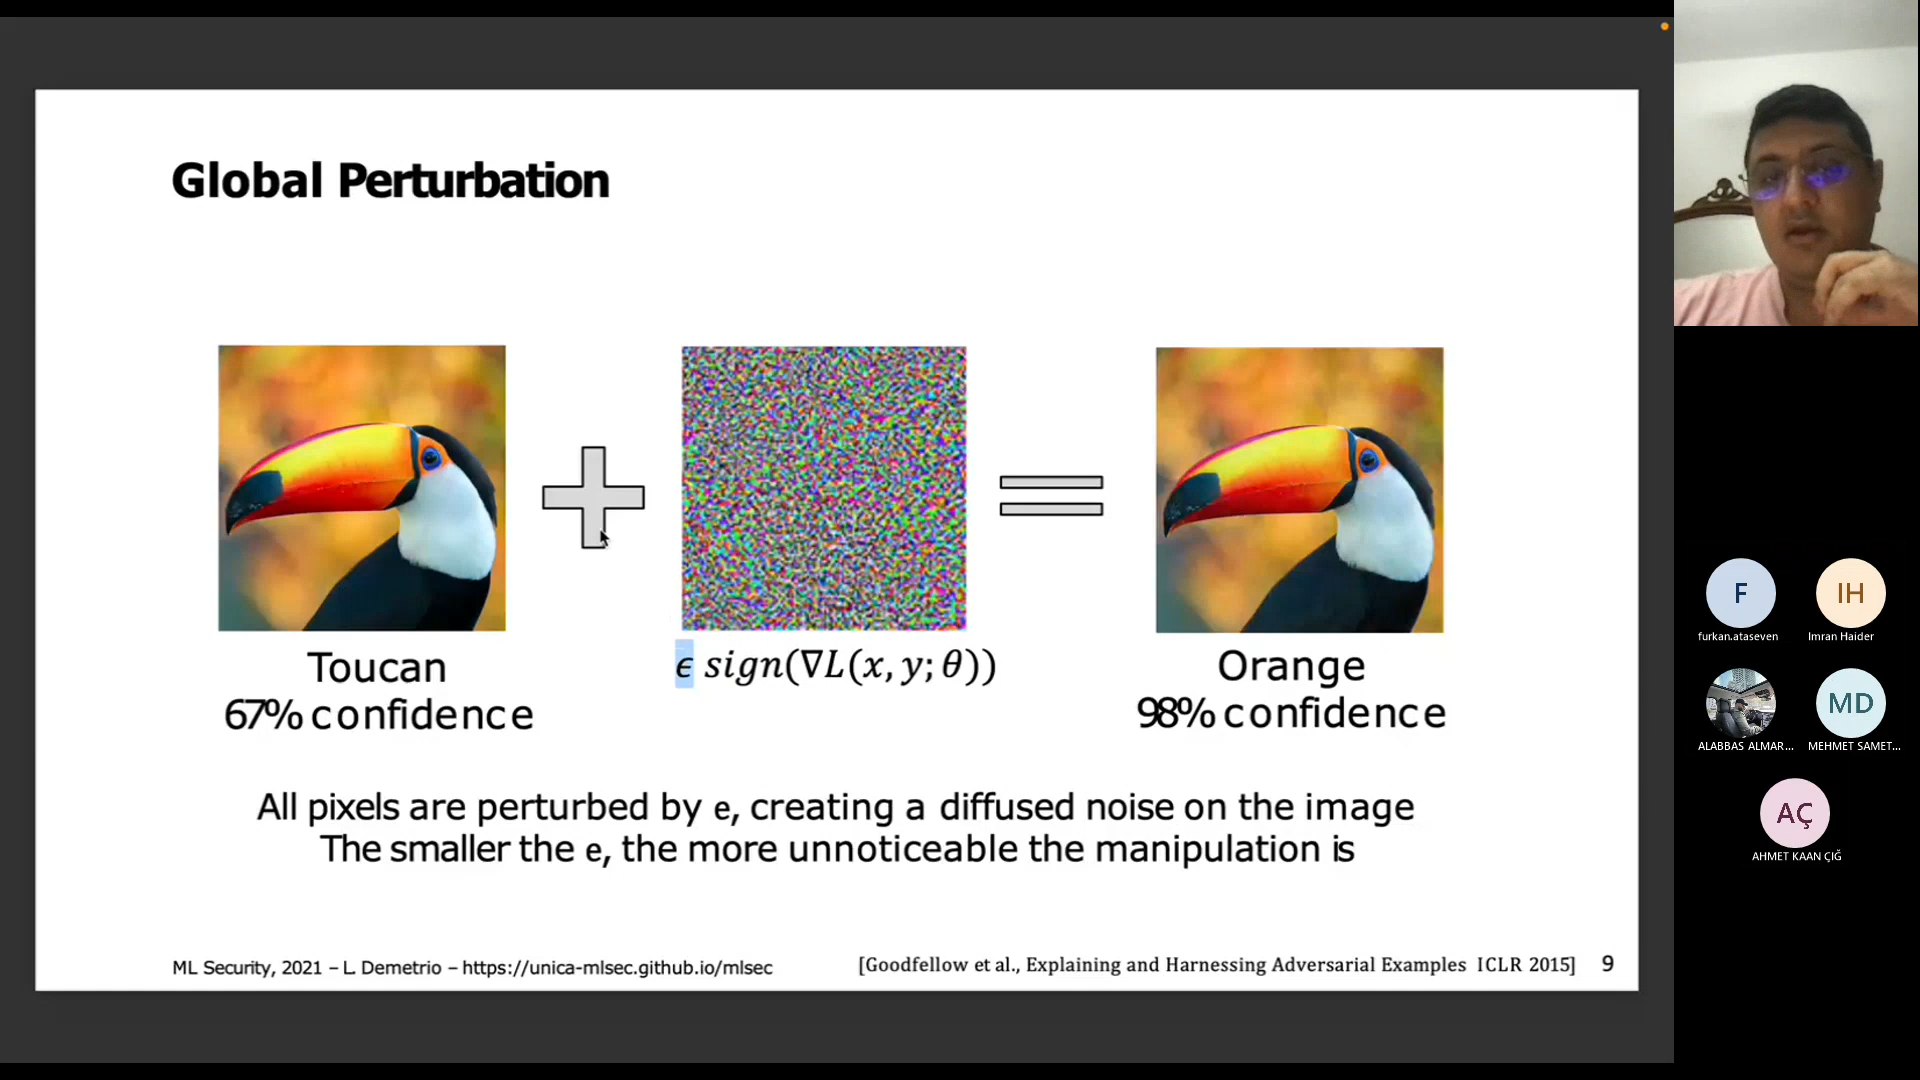 Global Perturbation
ϵ sign(∇L(x, y; θ))
Toucan
67% confidence
Orange
98% confidence
All pixels are perturbed by e, creating a diffused noise on the image
The smaller the e, the more unnoticeable the manipulation is
ML Security, 2021 – L. Demetrio – https://unica-mlsec.github.io/mlsec
[Goodfellow et al., Explaining and Harnessing Adversarial Examples ICLR 2015]
9
F
furkan.ataseven
IH
Imran Haider
ALABBAS ALMAR...
MD
MEHMET SAMET...
AÇ
AHMET KAAN ÇIĞ